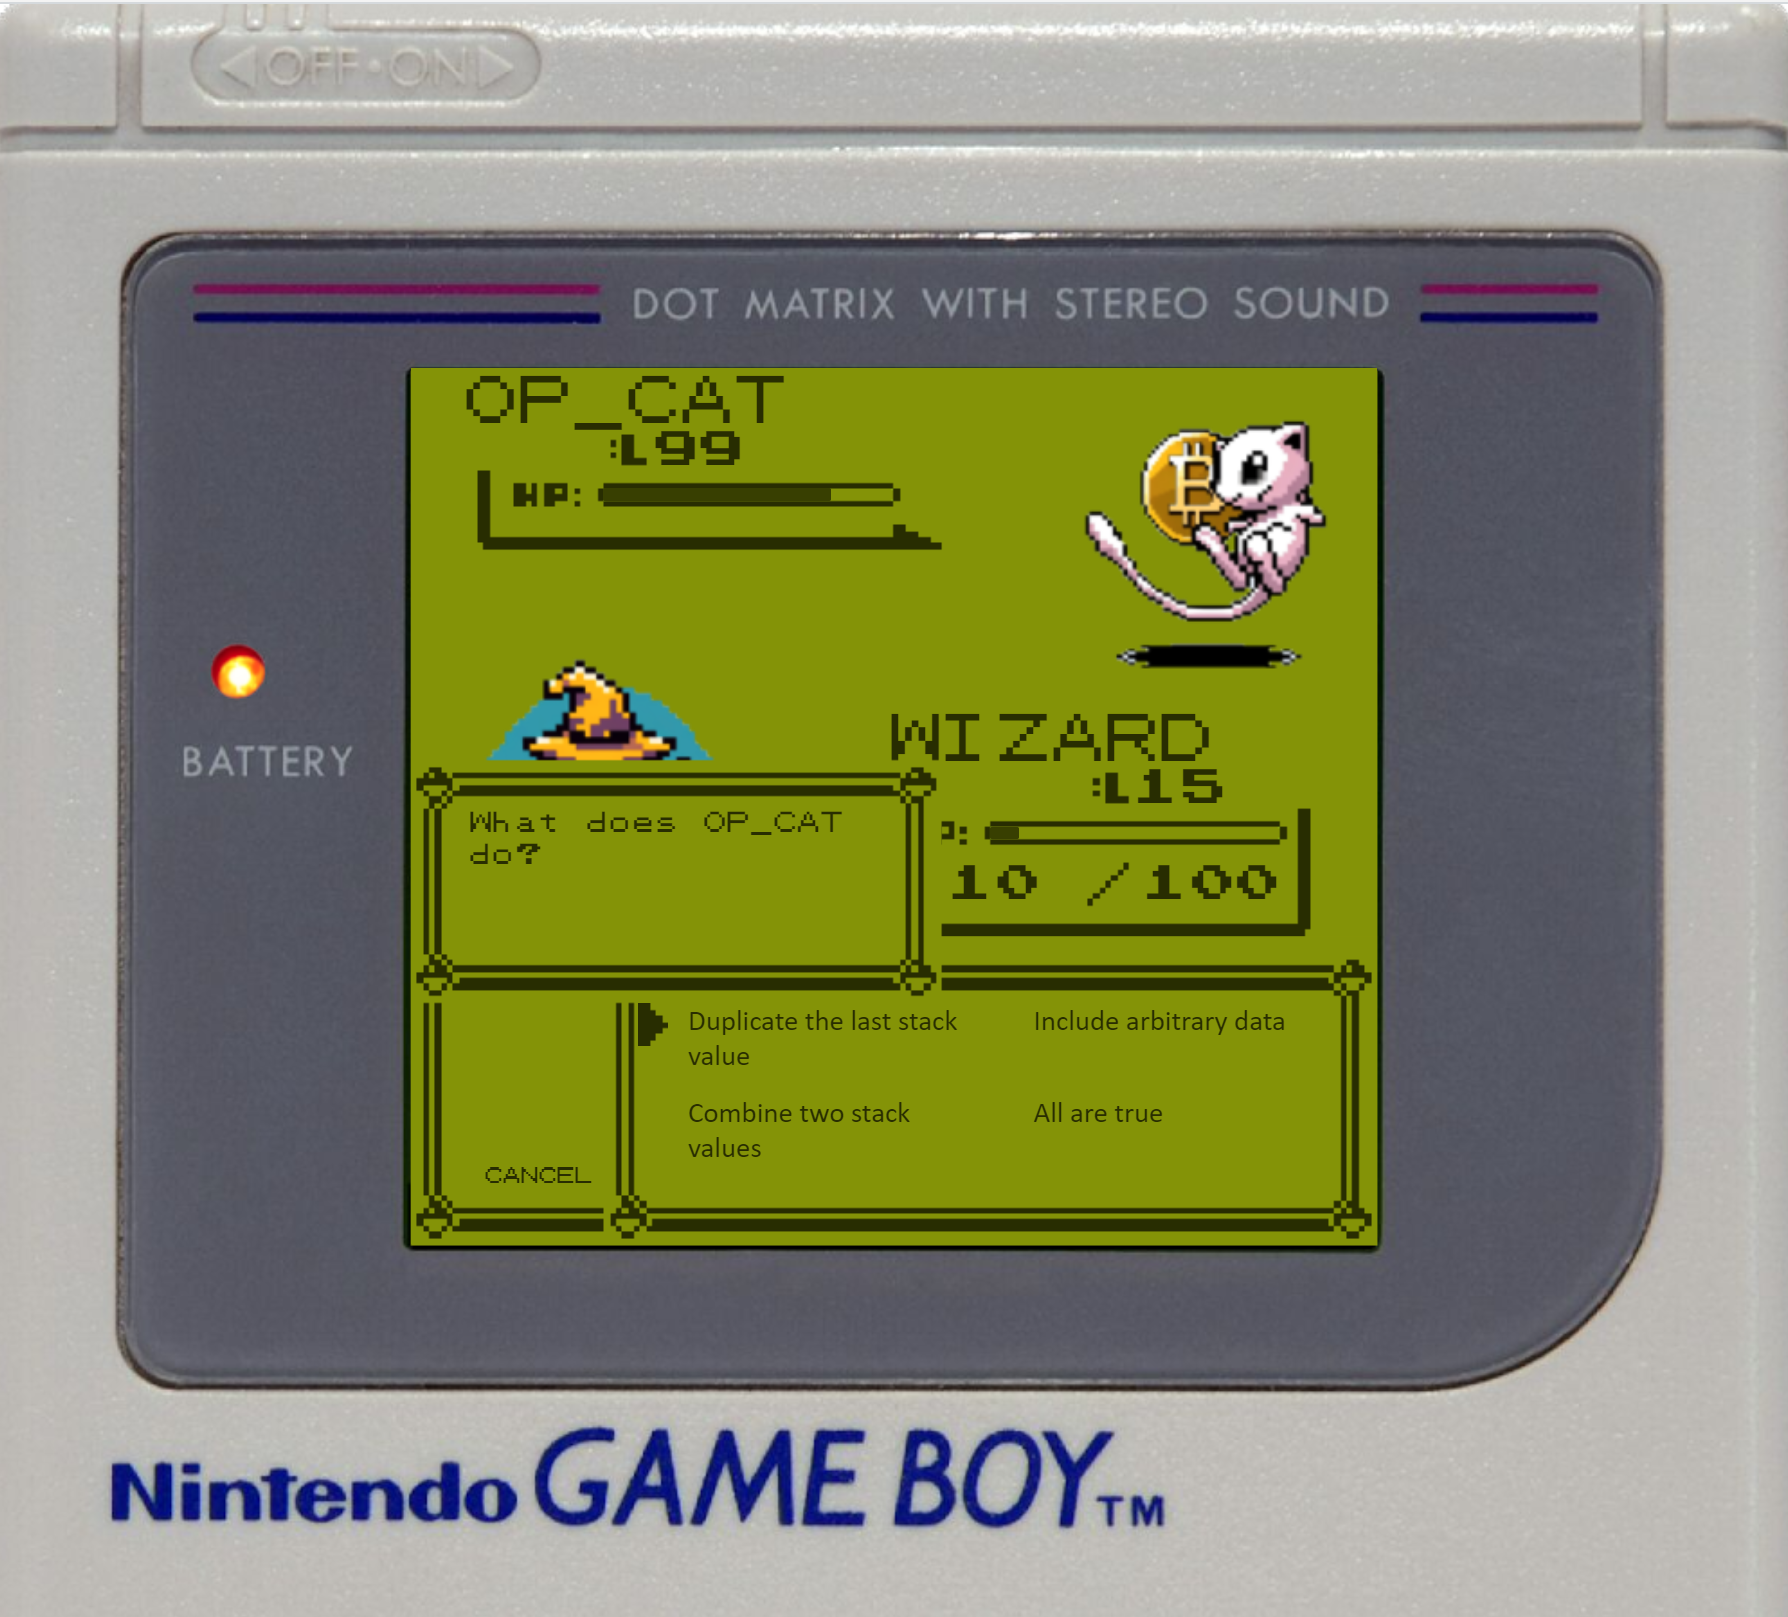 OFF•ON
DOT MATRIX WITH STEREO SOUND
OP_CAT
:L99
HP:
BATTERY
WIZARD
:L15
What does OP_CAT
do?
10 /100
Duplicate the last stack
value
Include arbitrary data
Combine two stack
values
All are true
CANCEL
Nintendo GAME BOY TM